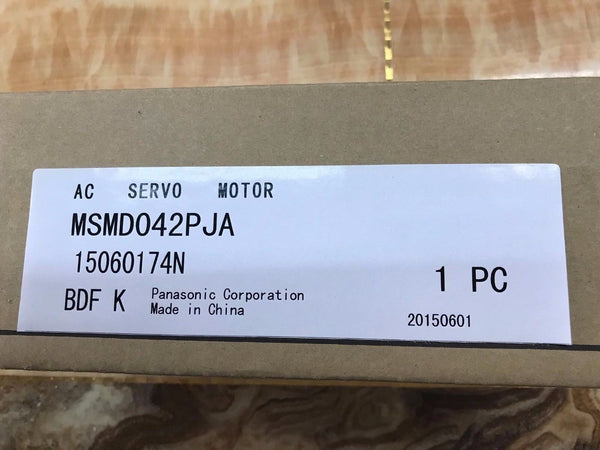 AC SERVO MOTOR
MSMD042PJA
15060174N
1 PC
BDF K
Panasonic Corporation
Made in China
20150601